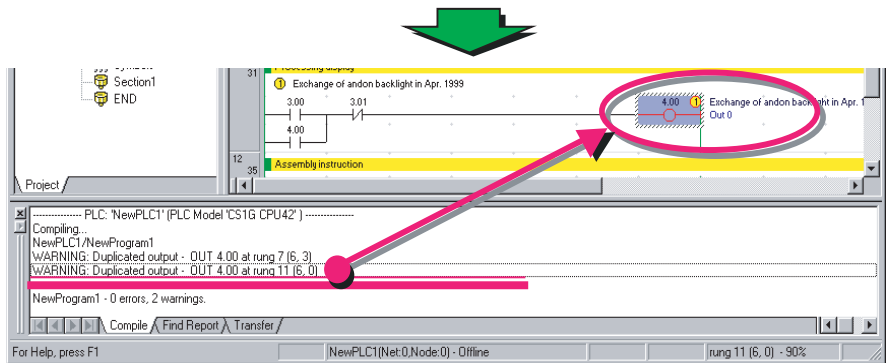 Section1
END
Project
31
1 Exchange of andon backlight in Apr. 1999
3.00 3.01
4.00
4.00 1 Exchange of andon backlight in Apr. 1
Out 0
12
35
Assembly instruction
--------------- PLC: 'NewPLC1' (PLC Model 'CS1G CPU42' ) ---------------
Compiling...
NewPLC1/NewProgram1
WARNING: Duplicated output - OUT 4.00 at rung 7 (6, 3)
WARNING: Duplicated output - OUT 4.00 at rung 11 (6, 0)
NewProgram1 - 0 errors, 2 warnings.
Compile Find Report Transfer
For Help, press F1 NewPLC1(Net:0,Node:0) - Offline rung 11 (6, 0) - 90%